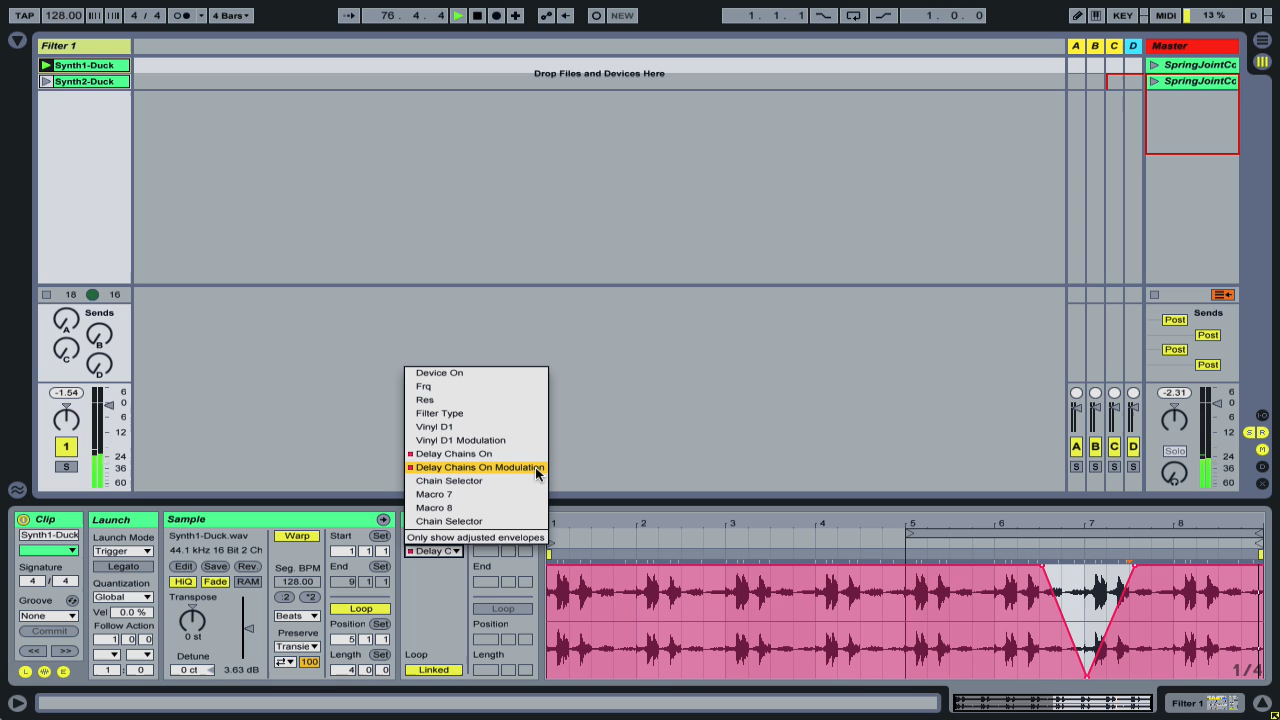 TAP 128.00 4 / 4 4 Bars 76 . 4 . 4 NEW 1 . 1 . 1 1 . 0 . 0 KEY MIDI 13 % D
Filter 1 A B C D Master
Synth1-Duck SpringJointCo
Synth2-Duck SpringJointCo
Drop Files and Devices Here
18 16
Sends Sends
A Post
B Post
C Post
D Post
-1.54 6 -2.31 6
0 0
6 6
12 12
1 A B C D Solo
24 24
S S S S S
36 36
60 60
S R
M
D
Device On
Frq
Res
Filter Type
Vinyl D1
Vinyl D1 Modulation
Delay Chains On
Delay Chains On Modulation
Chain Selector
Macro 7
Macro 8
Chain Selector
Only show adjusted envelopes
Delay C
Clip
Synth1-Duck
Signature
4 / 4
Groove
None
Commit
<< >>
L E
Launch
Launch Mode
Trigger
Legato
Quantization
Global
Vel 0.0 %
Follow Action
1 0 0
1 : 0
Sample
Synth1-Duck.wav
44.1 kHz 16 Bit 2 Ch
Edit Save Rev
HiQ Fade RAM
Transpose
0 st
Detune
0 ct 3.63 dB
Warp
Seg. BPM
128.00
:2 *2
Beats
Preserve
Transie
100
Start Set
1 1 1
End Set
9 1 1
Loop
Position Set
5 1 1
Length Set
4 0 0
Loop
Linked
End
Loop
Position
Length
1 2 3 4 5 6 7 8
1/4
Filter 1